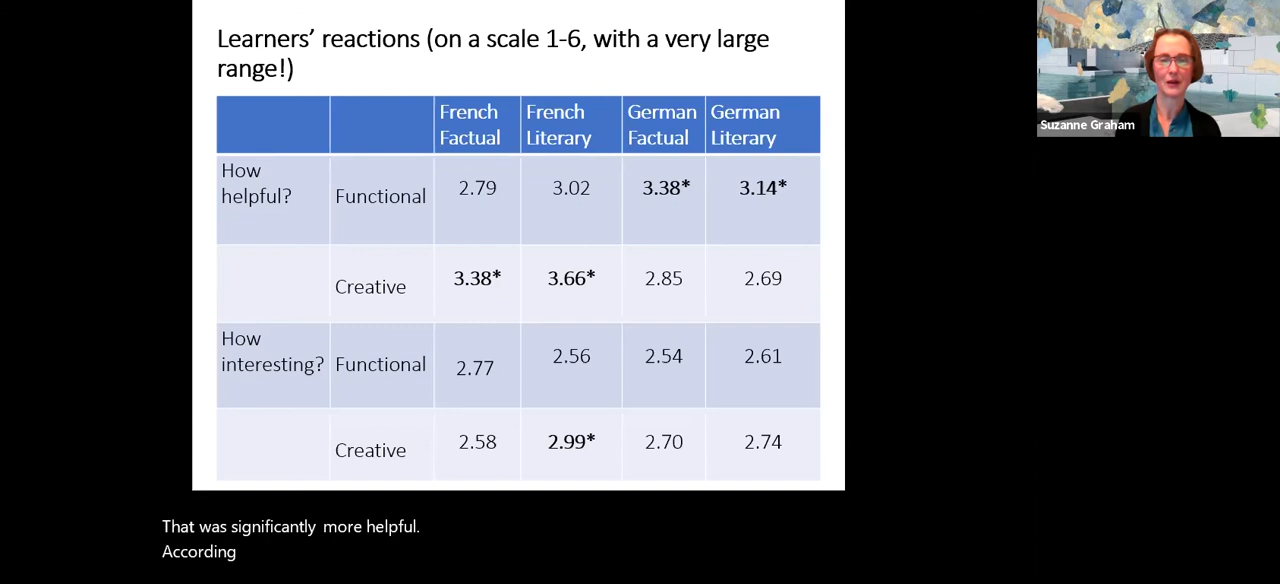 Learners' reactions (on a scale 1-6, with a very large
range!)
French Factual French Literary German Factual German Literary
How helpful? Functional 2.79 3.02 3.38* 3.14*
Creative 3.38* 3.66* 2.85 2.69
How interesting? Functional 2.77 2.56 2.54 2.61
Creative 2.58 2.99* 2.70 2.74
Suzanne Graham
That was significantly more helpful.
According